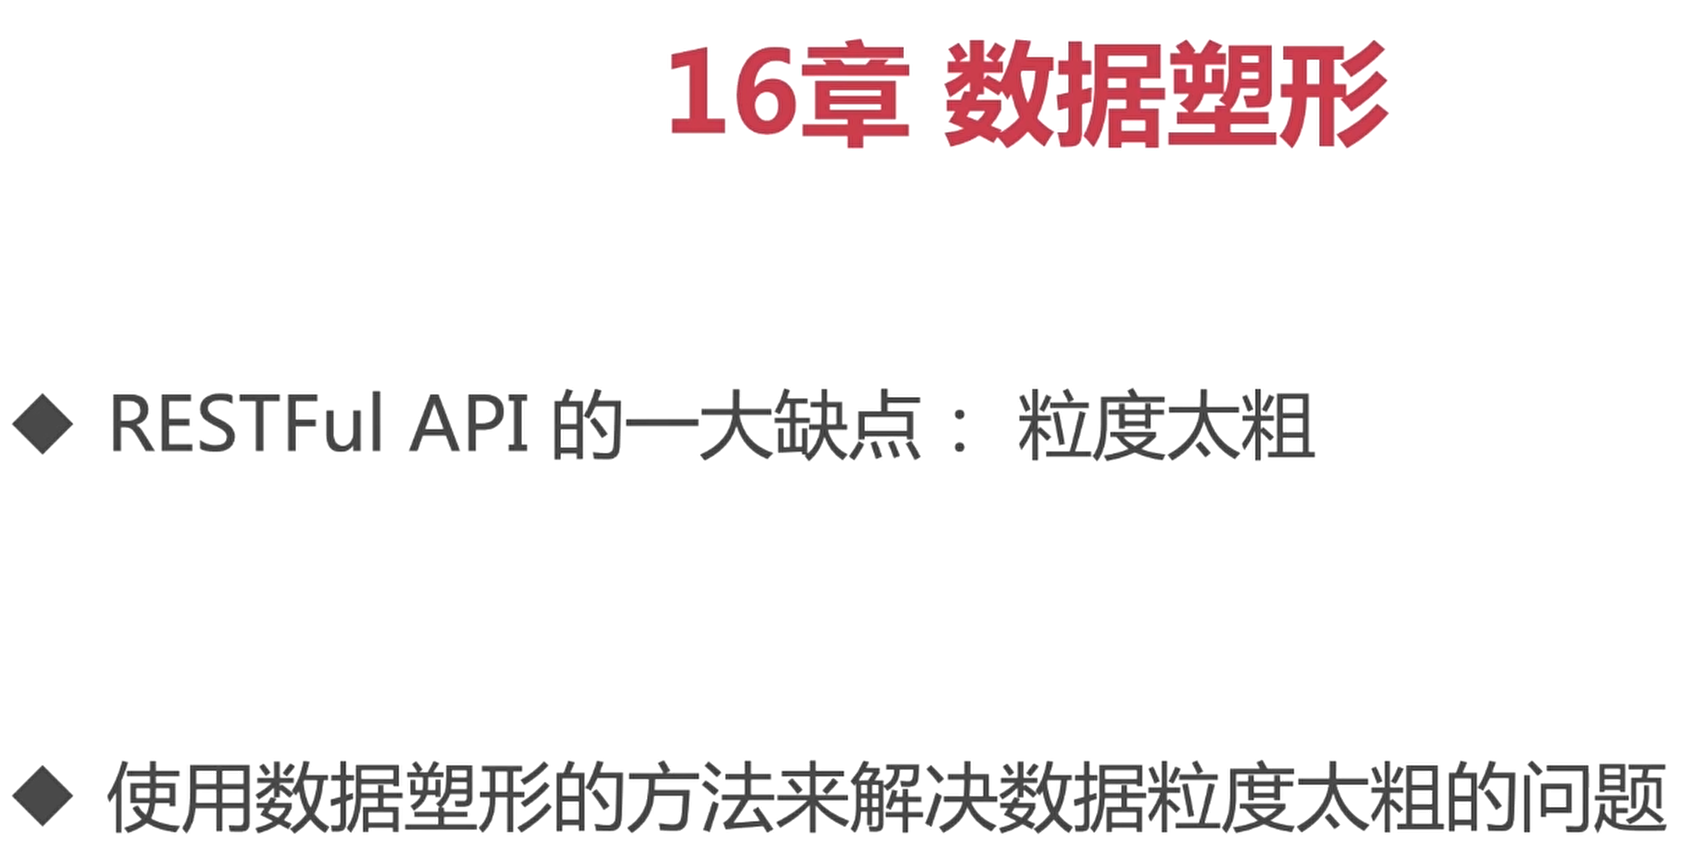 16章 数据塑形
◆ RESTFul API 的一大缺点： 粒度太粗
◆ 使用数据塑形的方法来解决数据粒度太粗的问题